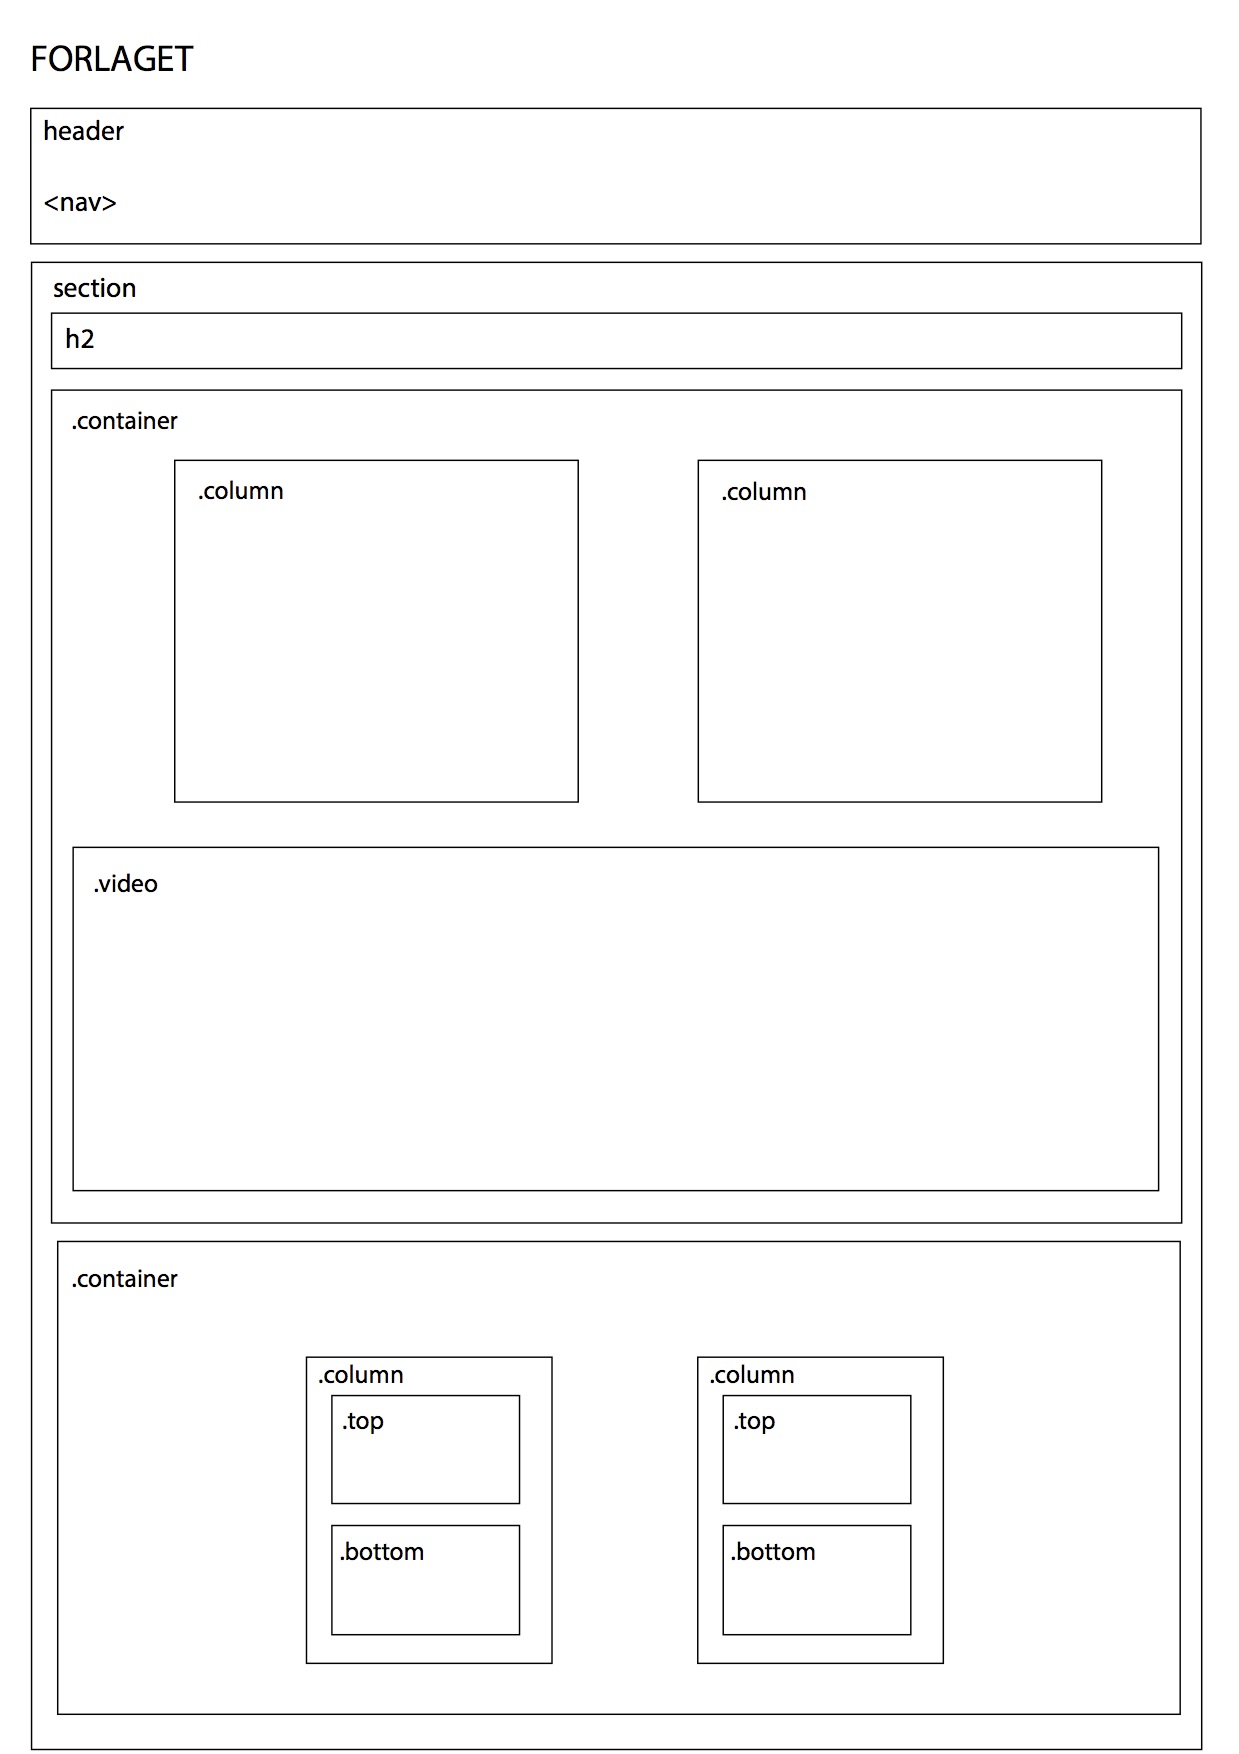 FORLAGET
header
<nav>
section
h2
.container
.column
.column
.video
.container
.column
.column
.top
.top
.bottom
.bottom